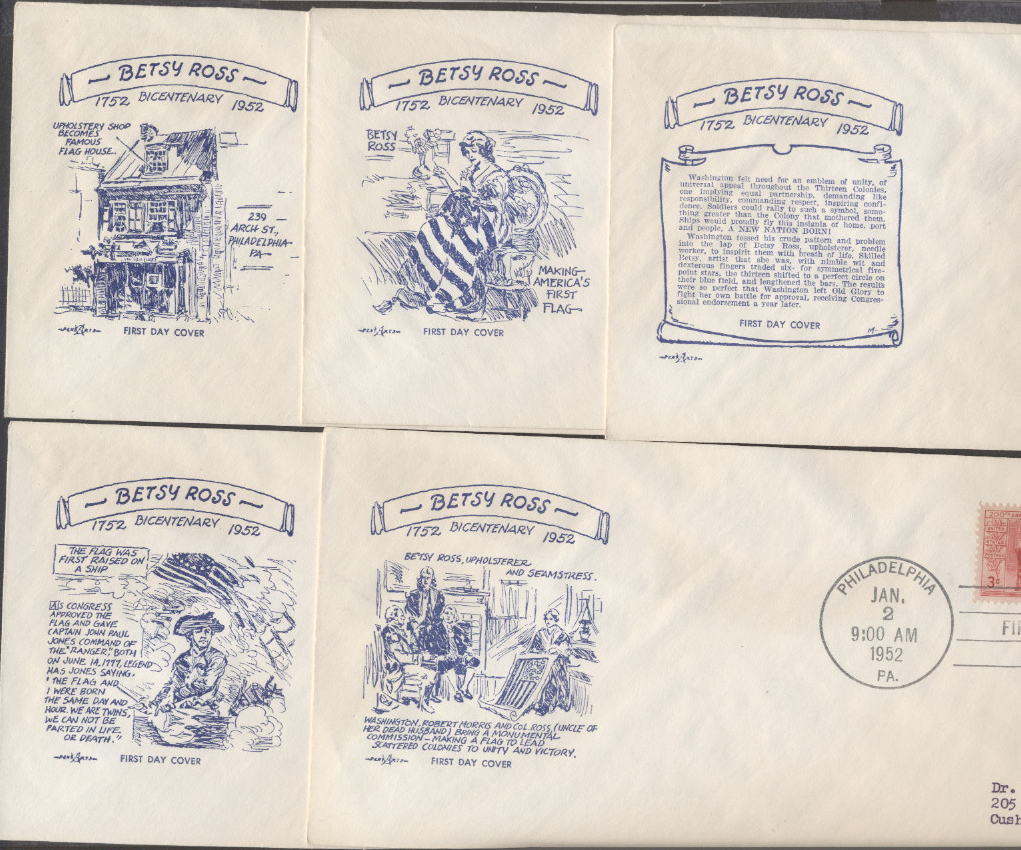 BETSY ROSS
1752 BICENTENARY 1952
UPHOLSTERY SHOP
BECOMES
FAMOUS
FLAG HOUSE.
239
ARCH ST.,
PHILADELPHIA
PA
FIRST DAY COVER
BETSY ROSS
1752 BICENTENARY 1952
BETSY
ROSS
MAKING
AMERICA'S
FIRST
FLAG
FIRST DAY COVER
BETSY ROSS
1752 BICENTENARY 1952
Washington felt need for an emblem of unity, of
universal appeal throughout the Thirteen Colonies,
one implying equal partnership, demanding like
responsibility, commanding respect, inspiring confi-
dence. Soldiers could rally to such a symbol, some-
thing greater than the Colony that mothered them.
Ships would proudly fly this insignia of home, port
and people, A NEW NATION BORN!
Washington tossed his crude pattern and problem
into the lap of Betsy Ross, upholsterer, needle
worker, to inspirit them with breath of life. Skilled
Betsy, artist that she was, with nimble wit and
dexterous fingers traded six- for symmetrical five-
point stars, the thirteen shifted to a perfect circle on
their blue field, and lengthened the bars. The results
were so perfect that Washington left Old Glory to
fight her own battle for approval, receiving Congres-
sional endorsement a year later.
FIRST DAY COVER
BETSY ROSS
1752 BICENTENARY 1952
THE FLAG WAS
FIRST RAISED ON
A SHIP
AS CONGRESS
APPROVED THE
FLAG AND GAVE
CAPTAIN JOHN PAUL
JONES COMMAND OF
THE "RANGER", BOTH
ON JUNE 14, 1777, LEGEND
HAS JONES SAYING.
"THE FLAG AND
I WERE BORN
THE SAME DAY AND
HOUR. WE ARE TWINS,
WE CAN NOT BE
PARTED IN LIFE
OR DEATH."
FIRST DAY COVER
BETSY ROSS
1752 BICENTENARY 1952
BETSY ROSS, UPHOLSTERER
AND SEAMSTRESS.
WASHINGTON, ROBERT MORRIS AND COL. ROSS, (UNCLE OF
HER DEAD HUSBAND) BRING A MONUMENTAL
COMMISSION - MAKING A FLAG TO LEAD
SCATTERED COLONIES TO UNITY AND VICTORY.
FIRST DAY COVER
PHILADELPHIA
JAN.
2
9:00 AM
1952
PA.
3¢
Dr.
205